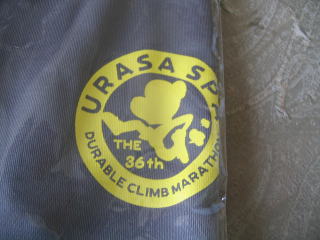 URASA SP
THE
36th
DURABLE CLIMB MARATHON